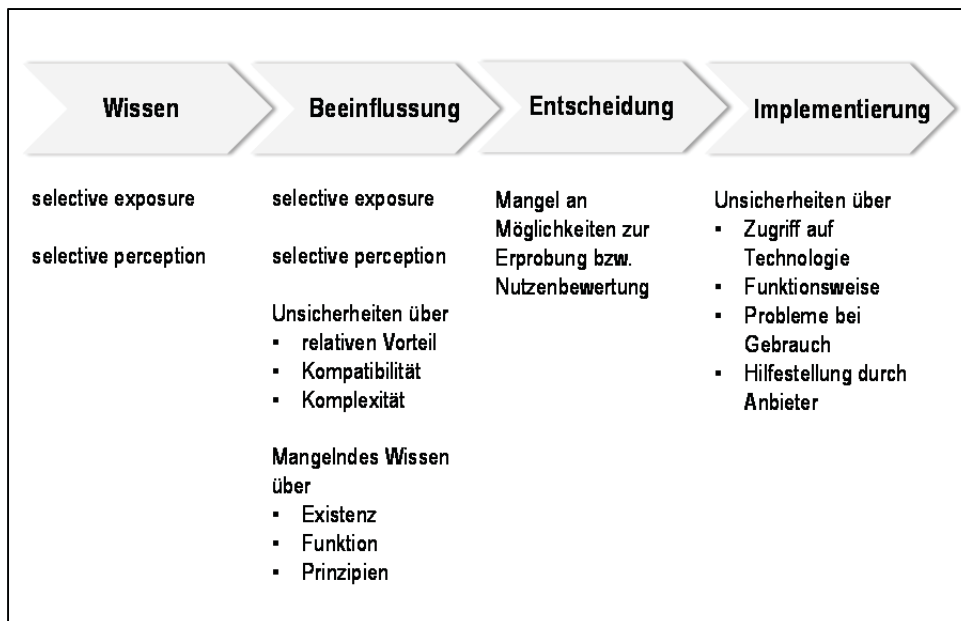 Wissen
Beeinflussung
Entscheidung
Implementierung
selective exposure
selective perception
selective exposure
selective perception
Unsicherheiten über
▪ relativen Vorteil
▪ Kompatibilität
▪ Komplexität
Mangelndes Wissen
über
▪ Existenz
▪ Funktion
▪ Prinzipien
Mangel an
Möglichkeiten zur
Erprobung bzw.
Nutzenbewertung
Unsicherheiten über
▪ Zugriff auf
Technologie
▪ Funktionsweise
▪ Probleme bei
Gebrauch
▪ Hilfestellung durch
Anbieter